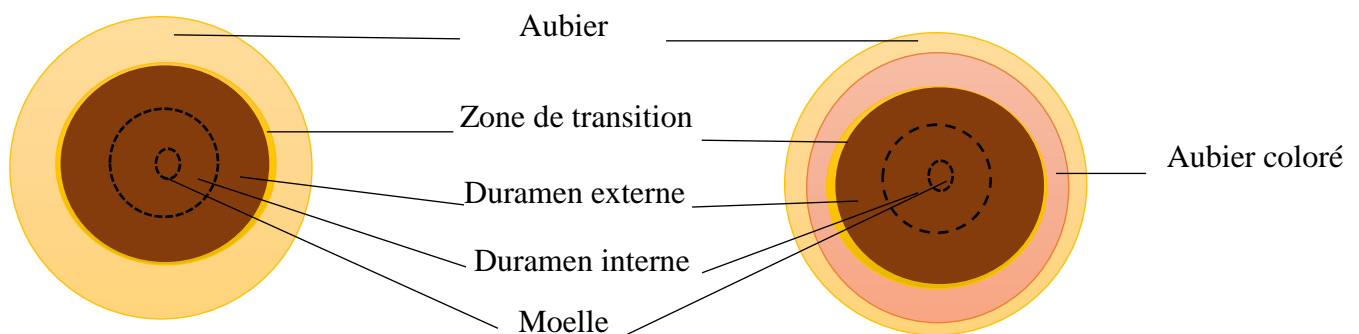 Aubier
Zone de transition
Aubier coloré
Duramen externe
Duramen interne
Moelle